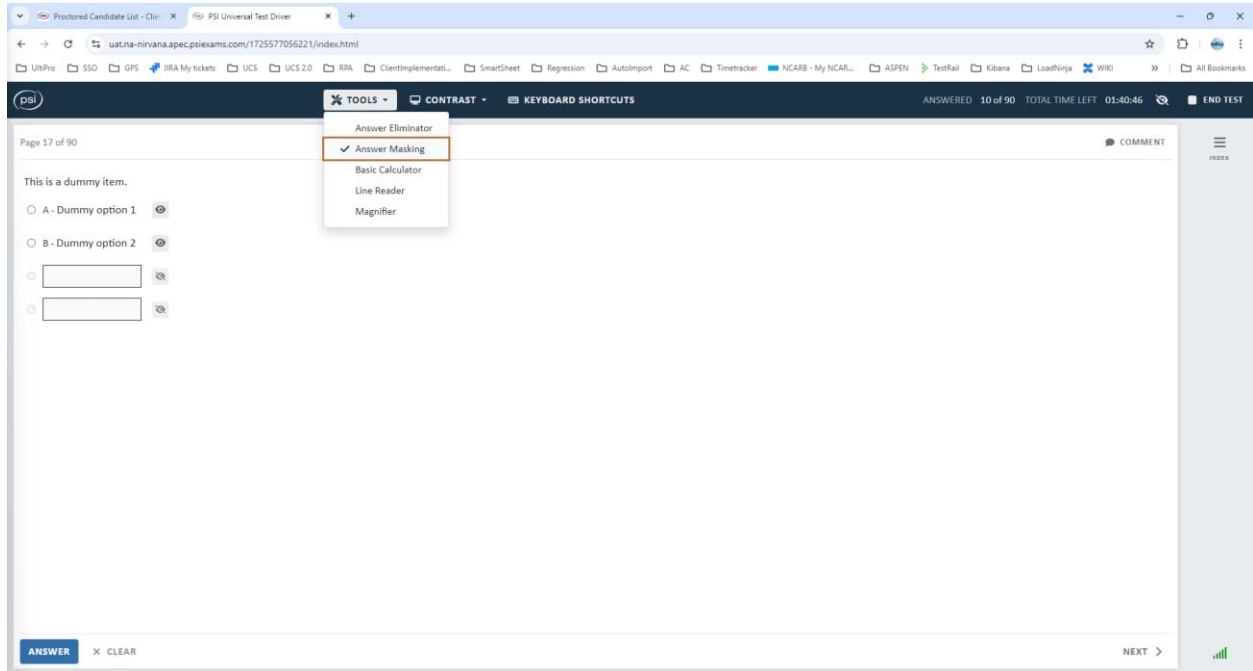 Proctored Candidate List - Clie
PSI Universal Test Driver
uat.na-nirvana.apec.psiexams.com/1725577056221/index.html
UltiPro SSO GPS JIRA My tickets UCS UCS 2.0 RPA ClientImplementati... SmartSheet Regression AutoImport AC Timetracker NCARB - My NCAR... ASPEN TestRail Kibana LoadNinja WIKI » All Bookmarks
psi TOOLS CONTRAST KEYBOARD SHORTCUTS ANSWERED 10 of 90 TOTAL TIME LEFT 01:40:46 END TEST
Answer Eliminator
Page 17 of 90 COMMENT
Answer Masking
INDEX
Basic Calculator
This is a dummy item.
Line Reader
A - Dummy option 1
Magnifier
B - Dummy option 2
ANSWER X CLEAR NEXT >